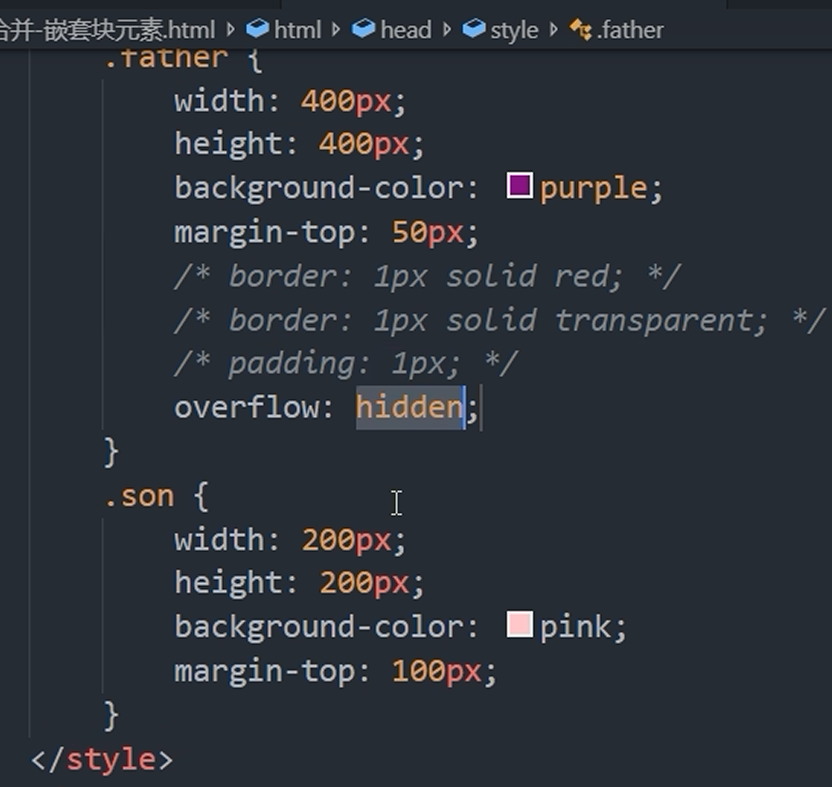 合并-嵌套块元素.html › html › head › style › .father
.father {
width: 400px;
height: 400px;
background-color: purple;
margin-top: 50px;
/* border: 1px solid red; */
/* border: 1px solid transparent; */
/* padding: 1px; */
overflow: hidden;
}
.son {
width: 200px;
height: 200px;
background-color: pink;
margin-top: 100px;
}
</style>